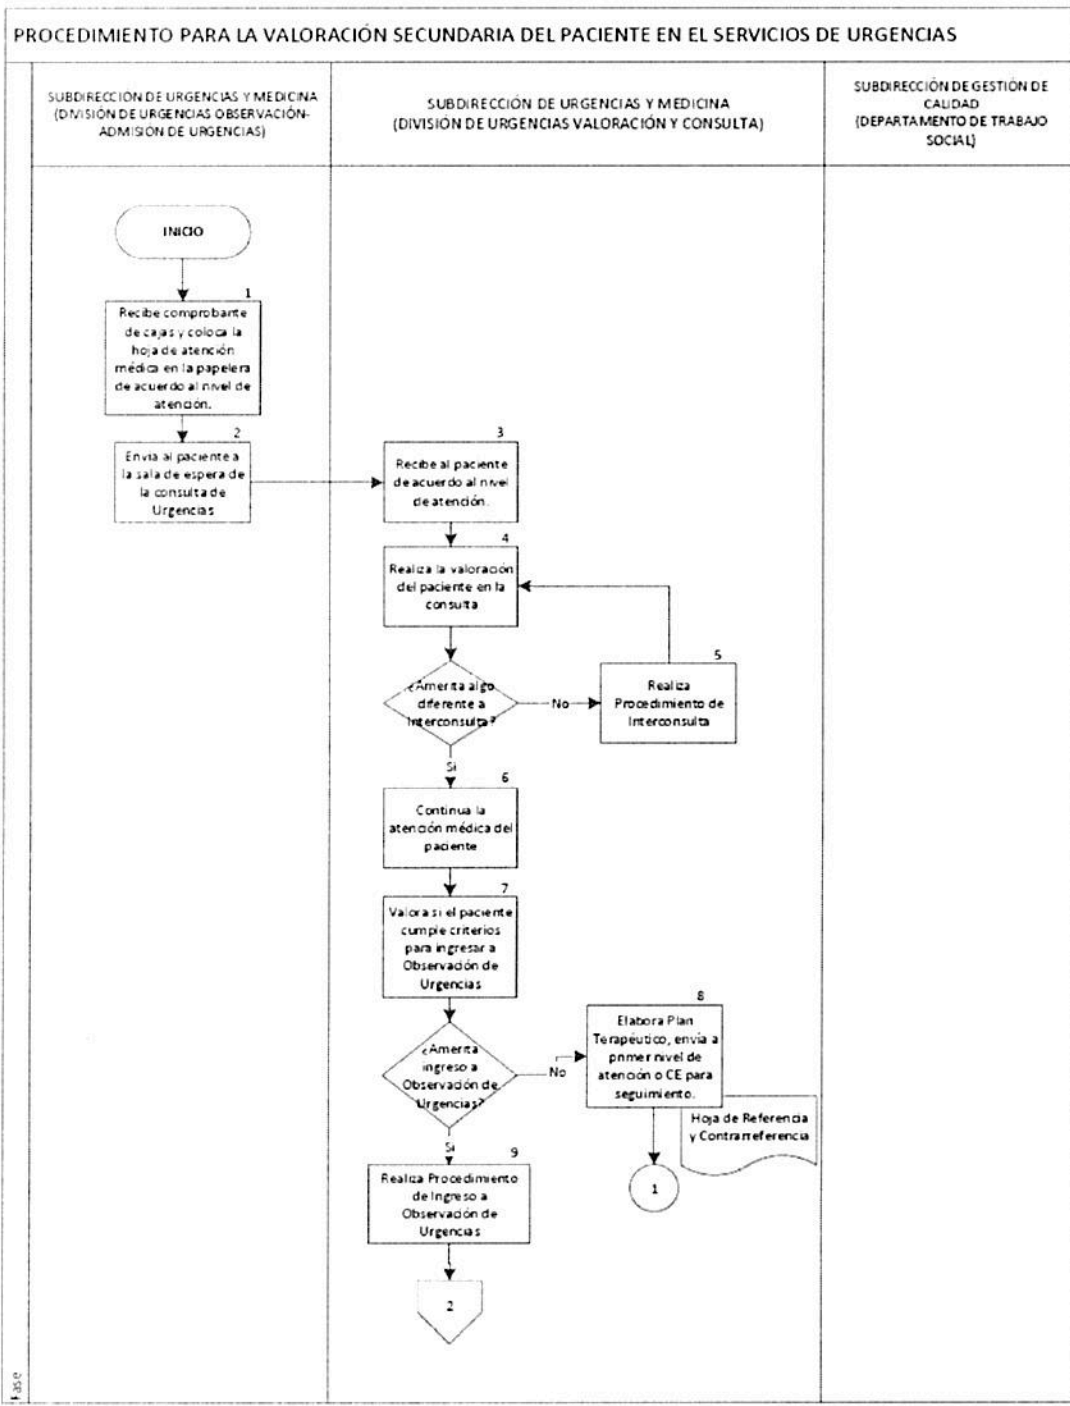 PROCEDIMIENTO PARA LA VALORACIÓN SECUNDARIA DEL PACIENTE EN EL SERVICIOS DE URGENCIAS
SUBDIRECCIÓN DE URGENCIAS Y MEDICINA
(DIVISIÓN DE URGENCIAS OBSERVACIÓN-
ADMISIÓN DE URGENCIAS)
SUBDIRECCIÓN DE URGENCIAS Y MEDICINA
(DIVISIÓN DE URGENCIAS VALORACIÓN Y CONSULTA)
SUBDIRECCIÓN DE GESTIÓN DE
CALIDAD
(DEPARTAMENTO DE TRABAJO
SOCIAL)
INICIO
1
Recibe comprobante
de cajas y coloca la
hoja de atención
médica en la papelera
de acuerdo al nivel de
atención.
2
Envía al paciente a
la sala de espera de
la consulta de
Urgencias
3
Recibe al paciente
de acuerdo al nivel
de atención.
4
Realiza la valoración
del paciente en la
consulta
¿Amerita algo
diferente a
Interconsulta?
No
5
Realiza
Procedimiento de
Interconsulta
Si
6
Continua la
atención médica del
paciente
7
Valora si el paciente
cumple criterios
para ingresar a
Observación de
Urgencias
¿Amerita
ingreso a
Observación de
Urgencias?
No
8
Elabora Plan
Terapéutico, envía a
primer nivel de
atención o CE para
seguimiento.
Hoja de Referencia
y Contrarreferencia
1
Si
9
Realiza Procedimiento
de Ingreso a
Observación de
Urgencias
2
Fase